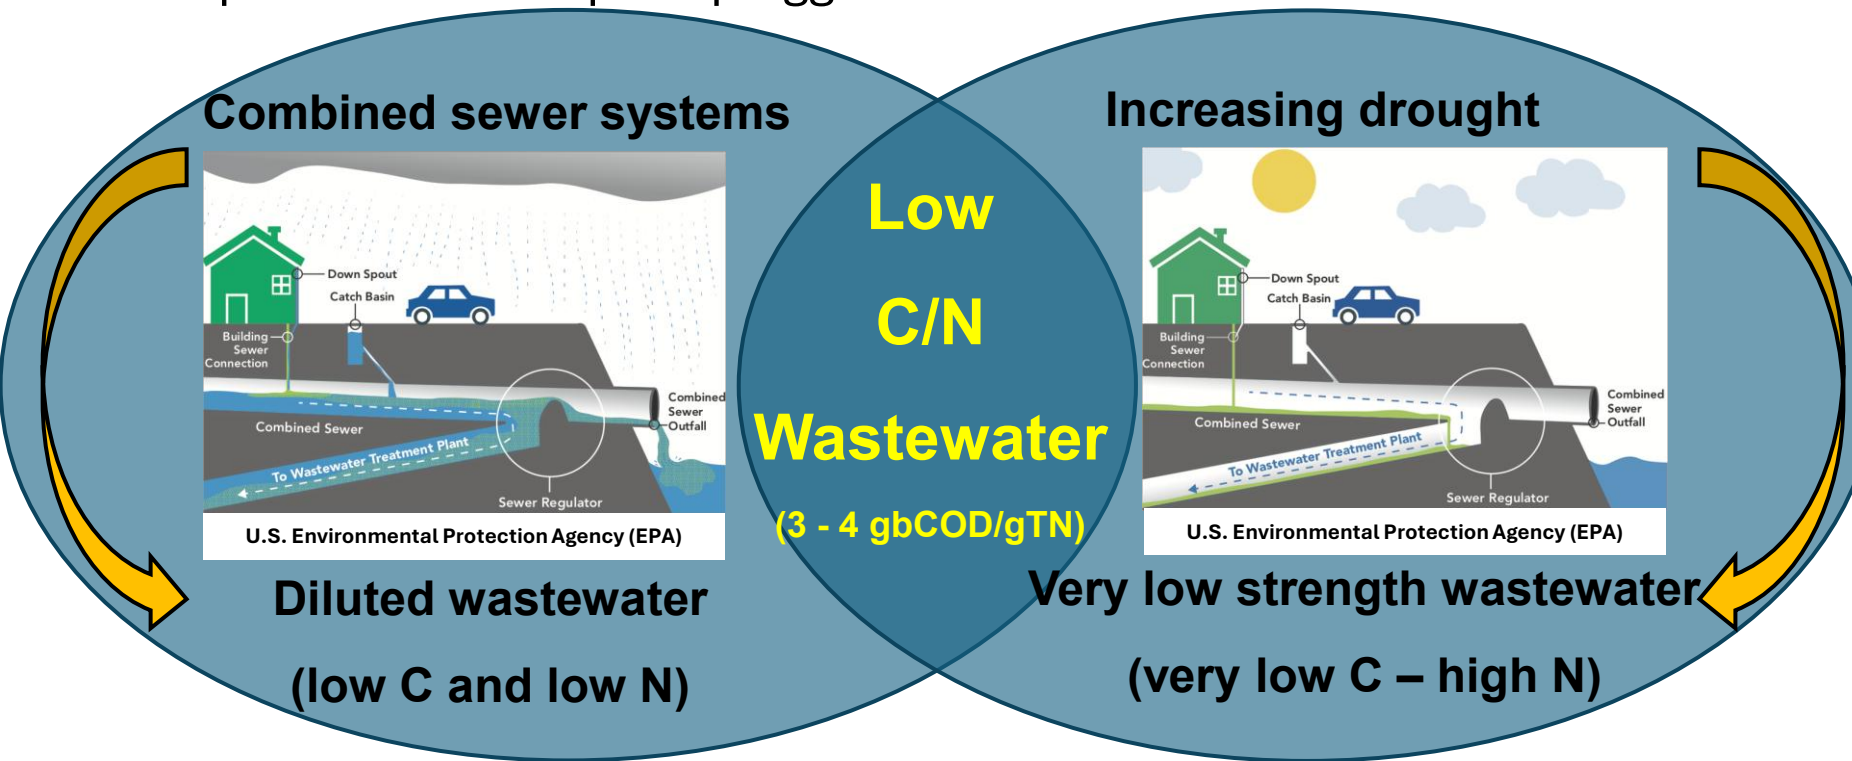 Combined sewer systems
Down Spout
Catch Basin
Building
Sewer
Connection
Combined
Sewer
Outfall
Combined Sewer
To Wastewater Treatment Plant
Sewer Regulator
U.S. Environmental Protection Agency (EPA)
Diluted wastewater
(low C and low N)
Low
C/N
Wastewater
(3 - 4 gbCOD/gTN)
Increasing drought
Down Spout
Catch Basin
Building
Sewer
Connection
Combined
Sewer
Outfall
Combined Sewer
To Wastewater Treatment Plant
Sewer Regulator
U.S. Environmental Protection Agency (EPA)
Very low strength wastewater
(very low C – high N)